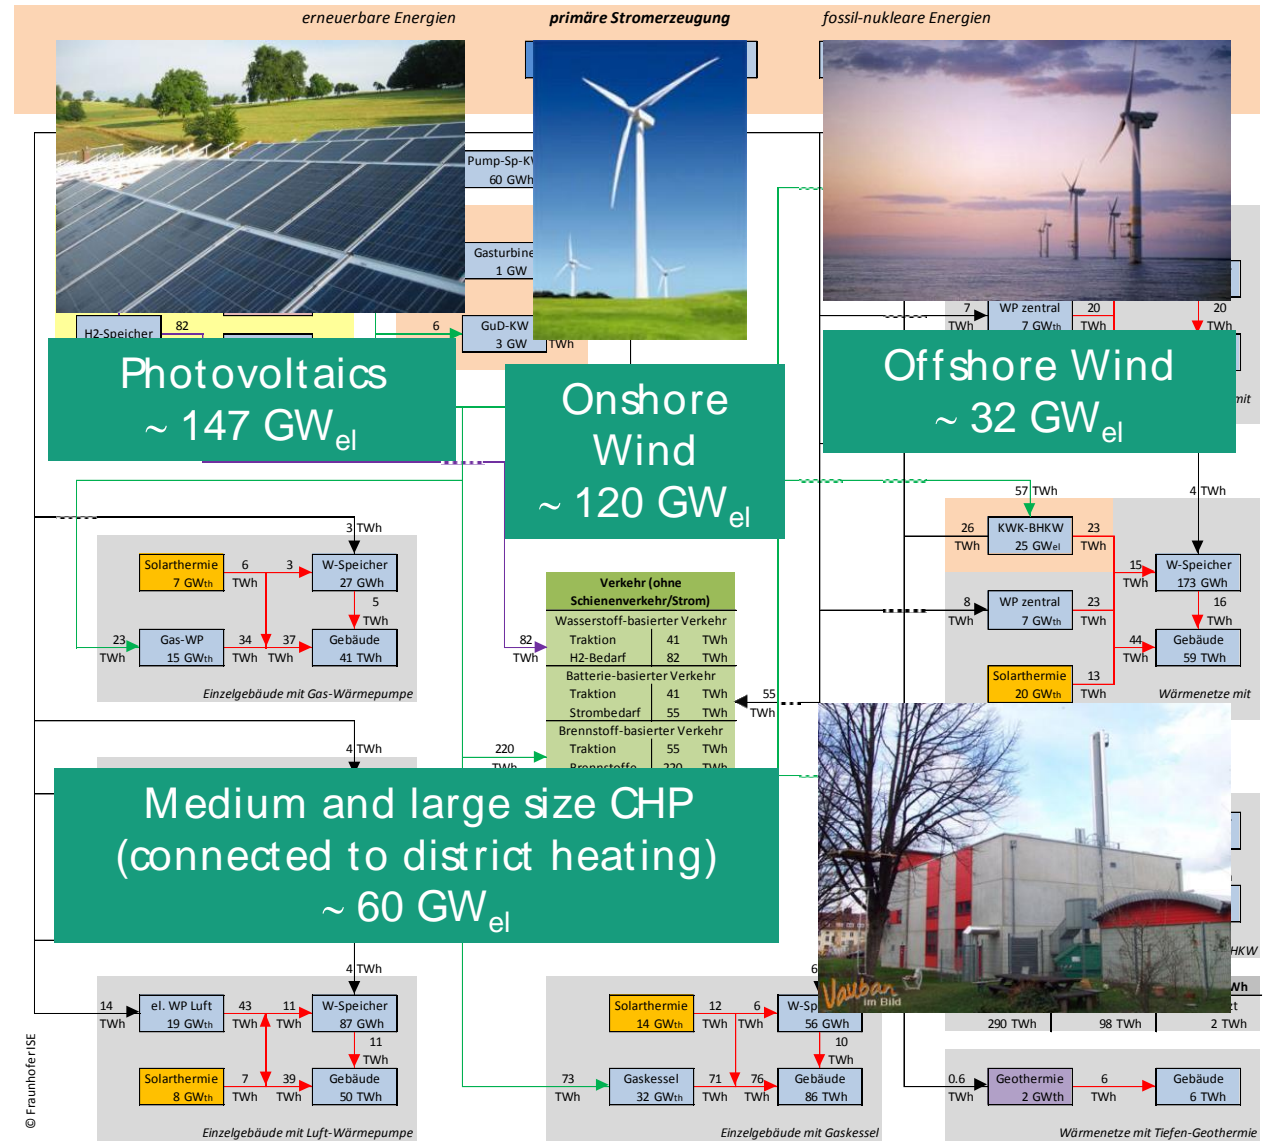 erneuerbare Energien
primäre Stromerzeugung
fossil-nukleare Energien
Pump-Sp-KW
60 GWh
Gasturbine
1 GW
H2-Speicher
82
6
GuD-KW
3 GW
TWh
7
TWh
WP zentral
7 GWth
20
TWh
20
TWh
Photovoltaics
~ 147 GWel
Onshore
Wind
~ 120 GWel
Offshore Wind
~ 32 GWel
mit
3 TWh
Solarthermie
7 GWth
6
TWh
3
W-Speicher
27 GWh
5
TWh
23
TWh
Gas-WP
15 GWth
34
TWh
37
TWh
Gebäude
41 TWh
Einzelgebäude mit Gas-Wärmepumpe
82
TWh
Verkehr (ohne
Schienenverkehr/Strom)
Wasserstoff-basierter Verkehr
Traktion 41 TWh
H2-Bedarf 82 TWh
Batterie-basierter Verkehr
Traktion 41 TWh
Strombedarf 55 TWh
Brennstoff-basierter Verkehr
Traktion 55 TWh
Brennstoffe 220 TWh
55
TWh
220
TWh
57 TWh
4 TWh
26
TWh
KWK-BHKW
25 GWel
23
TWh
15
TWh
W-Speicher
173 GWh
8
TWh
WP zentral
7 GWth
23
TWh
16
TWh
44
TWh
Gebäude
59 TWh
Solarthermie
20 GWth
13
TWh
Wärmenetze mit
4 TWh
Medium and large size CHP
(connected to district heating)
~ 60 GWel
Vauban
im Bild
HKW
4 TWh
14
TWh
el. WP Luft
19 GWth
43
TWh
11
TWh
W-Speicher
87 GWh
11
TWh
Solarthermie
8 GWth
7
TWh
39
TWh
Gebäude
50 TWh
Einzelgebäude mit Luft-Wärmepumpe
6
Solarthermie
14 GWth
12
TWh
6
TWh
W-Sp
56 GWh
10
TWh
73
TWh
Gaskessel
32 GWth
71
TWh
76
TWh
Gebäude
86 TWh
Einzelgebäude mit Gaskessel
290 TWh
98 TWh
2 TWh
0.6
TWh
Geothermie
2 GWth
6
TWh
Gebäude
6 TWh
Wärmenetze mit Tiefen-Geothermie
© Fraunhofer ISE